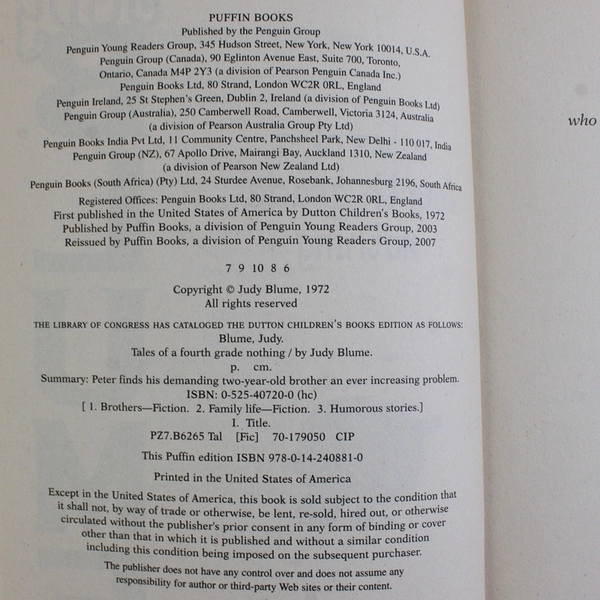 PUFFIN BOOKS
Published by the Penguin Group
Penguin Young Readers Group, 345 Hudson Street, New York, New York 10014, U.S.A.
Penguin Group (Canada), 90 Eglinton Avenue East, Suite 700, Toronto,
Ontario, Canada M4P 2Y3 (a division of Pearson Penguin Canada Inc.)
Penguin Books Ltd, 80 Strand, London WC2R 0RL, England
Penguin Ireland, 25 St Stephen's Green, Dublin 2, Ireland (a division of Penguin Books Ltd)
Penguin Group (Australia), 250 Camberwell Road, Camberwell, Victoria 3124, Australia
(a division of Pearson Australia Group Pty Ltd)
Penguin Books India Pvt Ltd, 11 Community Centre, Panchsheel Park, New Delhi - 110 017, India
Penguin Group (NZ), 67 Apollo Drive, Mairangi Bay, Auckland 1310, New Zealand
(a division of Pearson New Zealand Ltd)
Penguin Books (South Africa) (Pty) Ltd, 24 Sturdee Avenue, Rosebank, Johannesburg 2196, South Africa
Registered Offices: Penguin Books Ltd, 80 Strand, London WC2R 0RL, England
First published in the United States of America by Dutton Children's Books, 1972
Published by Puffin Books, a division of Penguin Young Readers Group, 2003
Reissued by Puffin Books, a division of Penguin Young Readers Group, 2007
7 9 10 8 6
Copyright © Judy Blume, 1972
All rights reserved
THE LIBRARY OF CONGRESS HAS CATALOGED THE DUTTON CHILDREN'S BOOKS EDITION AS FOLLOWS:
Blume, Judy.
Tales of a fourth grade nothing / by Judy Blume.
p. cm.
Summary: Peter finds his demanding two-year-old brother an ever increasing problem.
ISBN: 0-525-40720-0 (hc)
[ 1. Brothers—Fiction. 2. Family life—Fiction. 3. Humorous stories.]
I. Title.
PZ7.B6265 Tal [Fic] 70-179050 CIP
This Puffin edition ISBN 978-0-14-240881-0
Printed in the United States of America
Except in the United States of America, this book is sold subject to the condition that
it shall not, by way of trade or otherwise, be lent, re-sold, hired out, or otherwise
circulated without the publisher's prior consent in any form of binding or cover
other than that in which it is published and without a similar condition
including this condition being imposed on the subsequent purchaser.
The publisher does not have any control over and does not assume any
responsibility for author or third-party Web sites or their content.
who